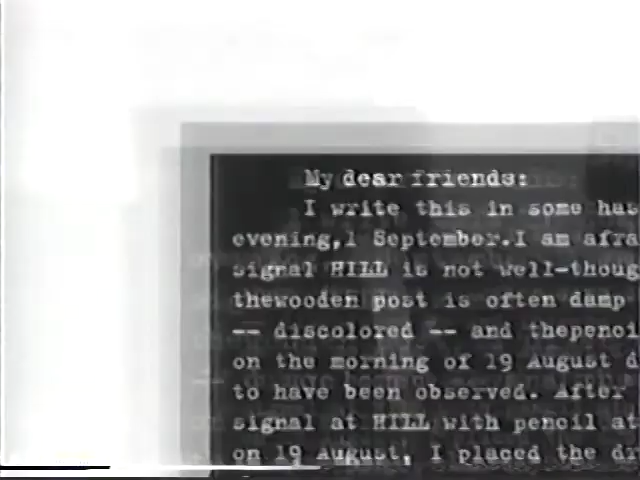 My dear friends:
I write this in some has
evening,1 September.I am afra
signal HILL is not well-thoug
thewooden post is often damp
-- discolored -- and thepenci
on the morning of 19 August d
to have been observed. After
signal at HILL with pencil at
on 19 August, I placed the dr